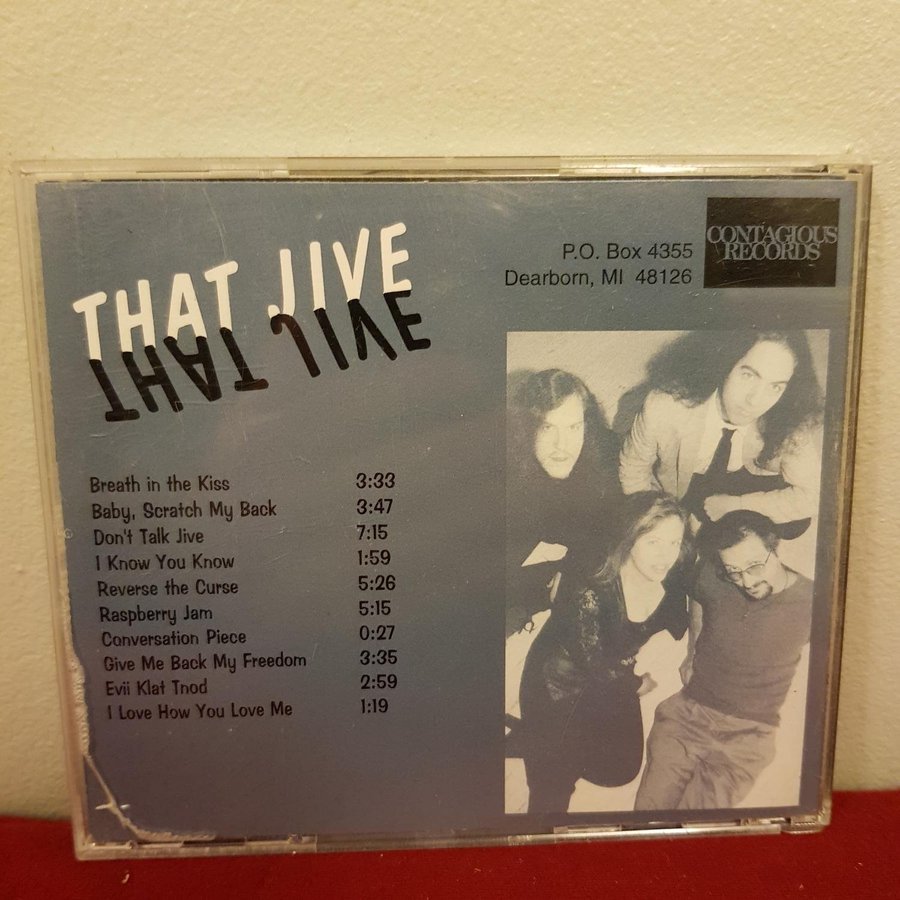 THAT JIVE
THAT JIVE
P.O. Box 4355
Dearborn, MI 48126
CONTAGIOUS
RECORDS
Breath in the Kiss 3:33
Baby, Scratch My Back 3:47
Don't Talk Jive 7:15
I Know You Know 1:59
Reverse the Curse 5:26
Raspberry Jam 5:15
Conversation Piece 0:27
Give Me Back My Freedom 3:35
Evii Klat Tnod 2:59
I Love How You Love Me 1:19